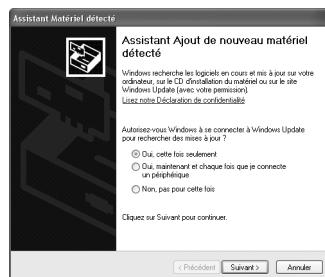 Assistant Matériel détecté
Assistant Ajout de nouveau matériel
détecté
Windows recherche les logiciels en cours et mis à jour sur votre
ordinateur, sur le CD d'installation du matériel ou sur le site
Windows Update (avec votre permission).
Lisez notre Déclaration de confidentialité
Autorisez-vous Windows à se connecter à Windows Update
pour rechercher des mises à jour ?
Oui, cette fois seulement
Oui, maintenant et chaque fois que je connecte
un périphérique
Non, pas pour cette fois
Cliquez sur Suivant pour continuer.
< Précédent Suivant > Annuler